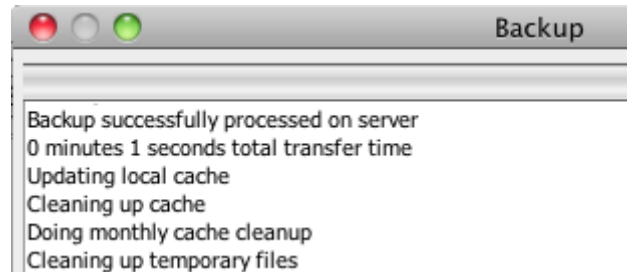 Backup
Backup successfully processed on server
0 minutes 1 seconds total transfer time
Updating local cache
Cleaning up cache
Doing monthly cache cleanup
Cleaning up temporary files